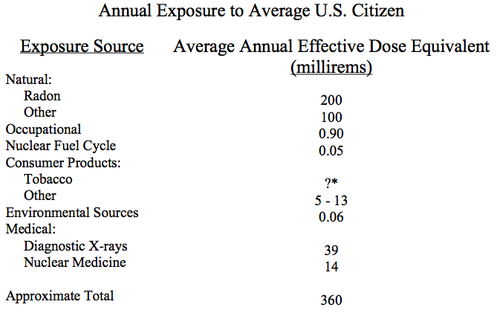 Annual Exposure to Average U.S. Citizen
Exposure Source Average Annual Effective Dose Equivalent
(millirems)
Natural:
Radon 200
Other 100
Occupational 0.90
Nuclear Fuel Cycle 0.05
Consumer Products:
Tobacco ?*
Other 5 - 13
Environmental Sources 0.06
Medical:
Diagnostic X-rays 39
Nuclear Medicine 14
Approximate Total 360